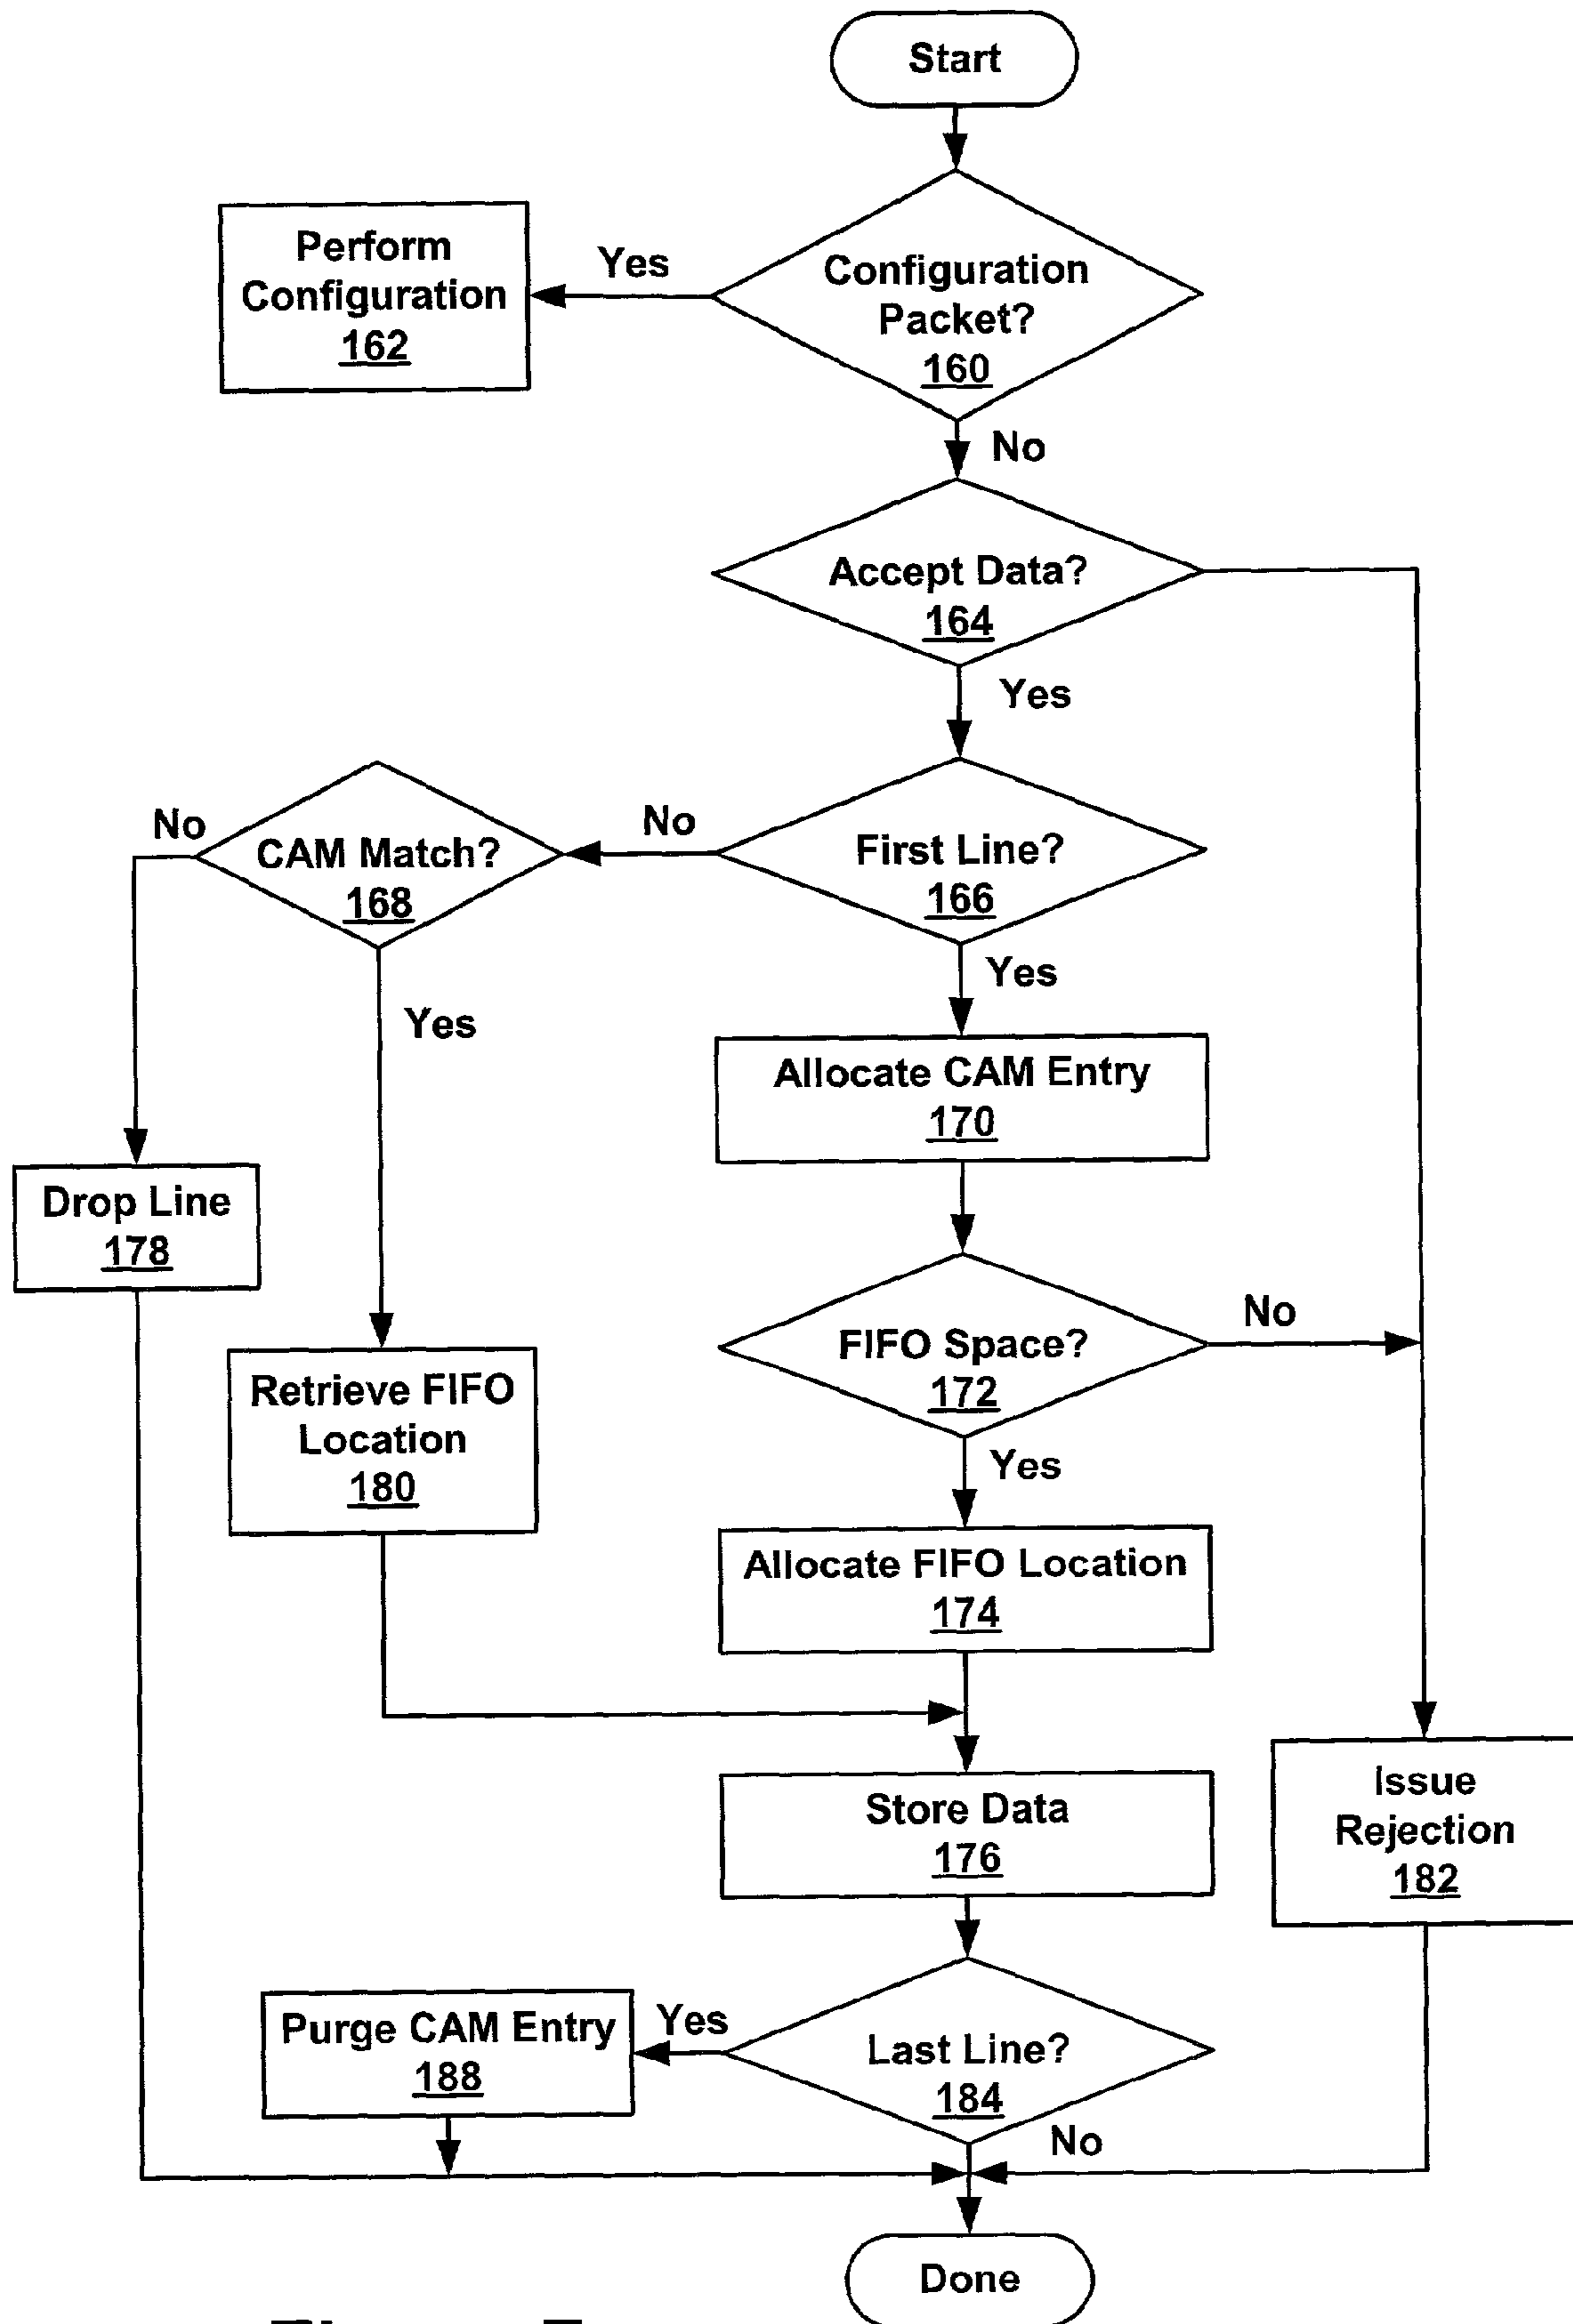 Start
Perform
Configuration
162
Yes
Configuration
Packet?
160
No
Accept Data?
164
Yes
No
CAM Match?
168
No
First Line?
166
Yes
Yes
Allocate CAM Entry
170
Drop Line
178
FIFO Space?
172
No
Retrieve FIFO
Location
180
Yes
Allocate FIFO Location
174
Store Data
176
Issue
Rejection
182
Purge CAM Entry
188
Yes
Last Line?
184
No
Done